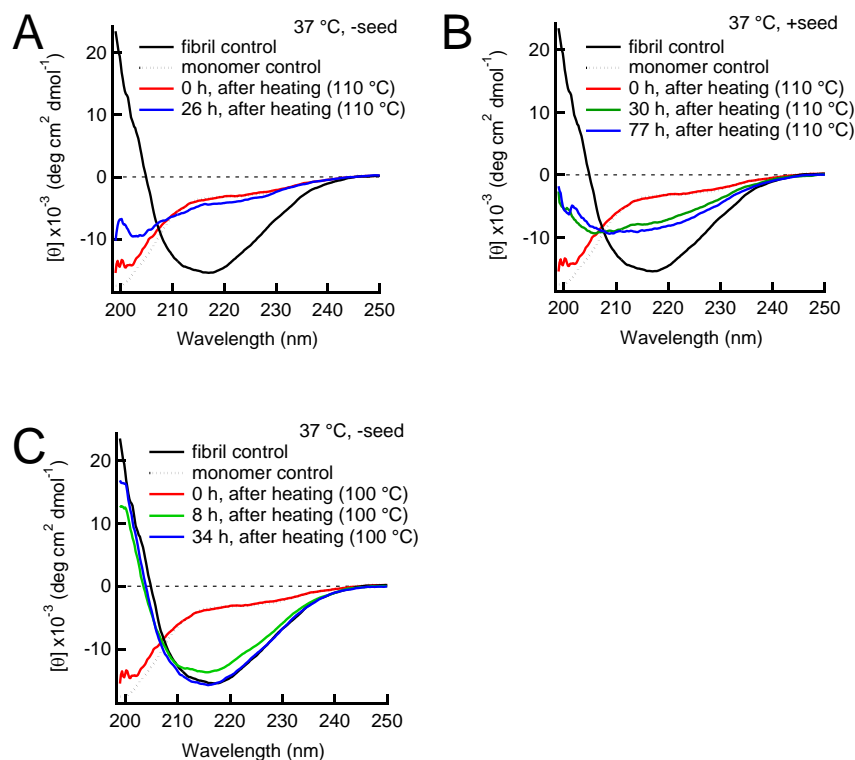 A
37 °C, -seed
fibril control
monomer control
0 h, after heating (110 °C)
26 h, after heating (110 °C)
20
10
0
-10
[θ] x10⁻³ (deg cm² dmol⁻¹)
200 210 220 230 240 250
Wavelength (nm)
B
37 °C, +seed
fibril control
monomer control
0 h, after heating (110 °C)
30 h, after heating (110 °C)
77 h, after heating (110 °C)
20
10
0
-10
[θ] x10⁻³ (deg cm² dmol⁻¹)
200 210 220 230 240 250
Wavelength (nm)
C
37 °C, -seed
fibril control
monomer control
0 h, after heating (100 °C)
8 h, after heating (100 °C)
34 h, after heating (100 °C)
20
10
0
-10
[θ] x10⁻³ (deg cm² dmol⁻¹)
200 210 220 230 240 250
Wavelength (nm)